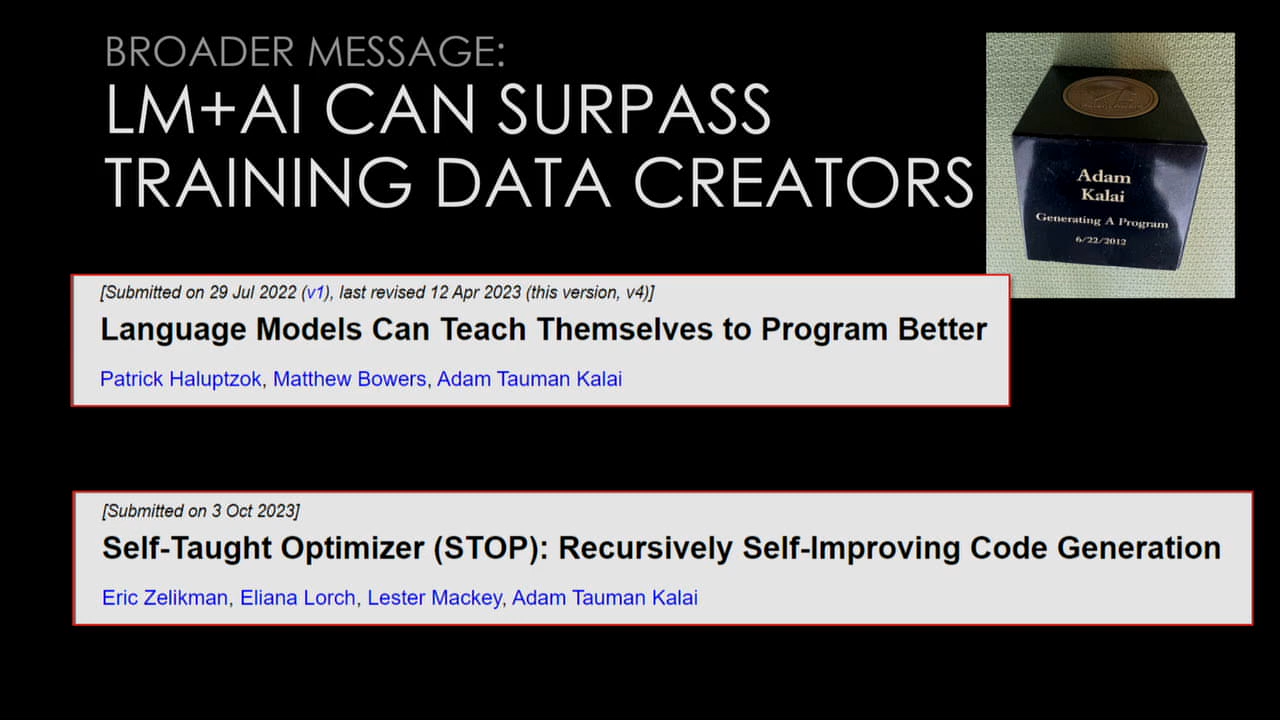 BROADER MESSAGE:
LM+AI CAN SURPASS
TRAINING DATA CREATORS
Adam
Kalai
Generating A Program
6/22/2012
[Submitted on 29 Jul 2022 (v1), last revised 12 Apr 2023 (this version, v4)]
Language Models Can Teach Themselves to Program Better
Patrick Haluptzok, Matthew Bowers, Adam Tauman Kalai
[Submitted on 3 Oct 2023]
Self-Taught Optimizer (STOP): Recursively Self-Improving Code Generation
Eric Zelikman, Eliana Lorch, Lester Mackey, Adam Tauman Kalai